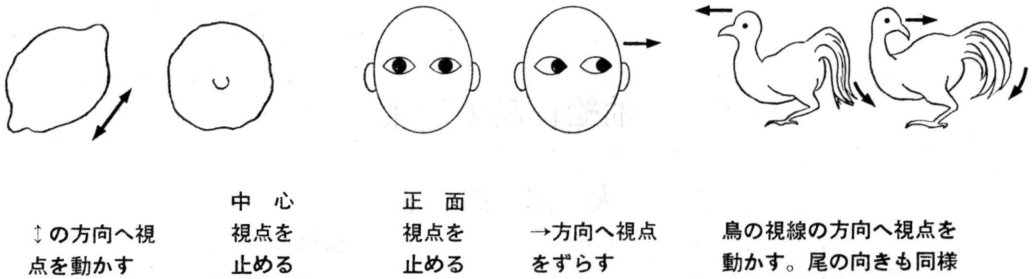 ↕の方向へ視
点を動かす
中　心
視点を
止める
正　面
視点を
止める
→方向へ視点
をずらす
鳥の視線の方向へ視点を
動かす。尾の向きも同様